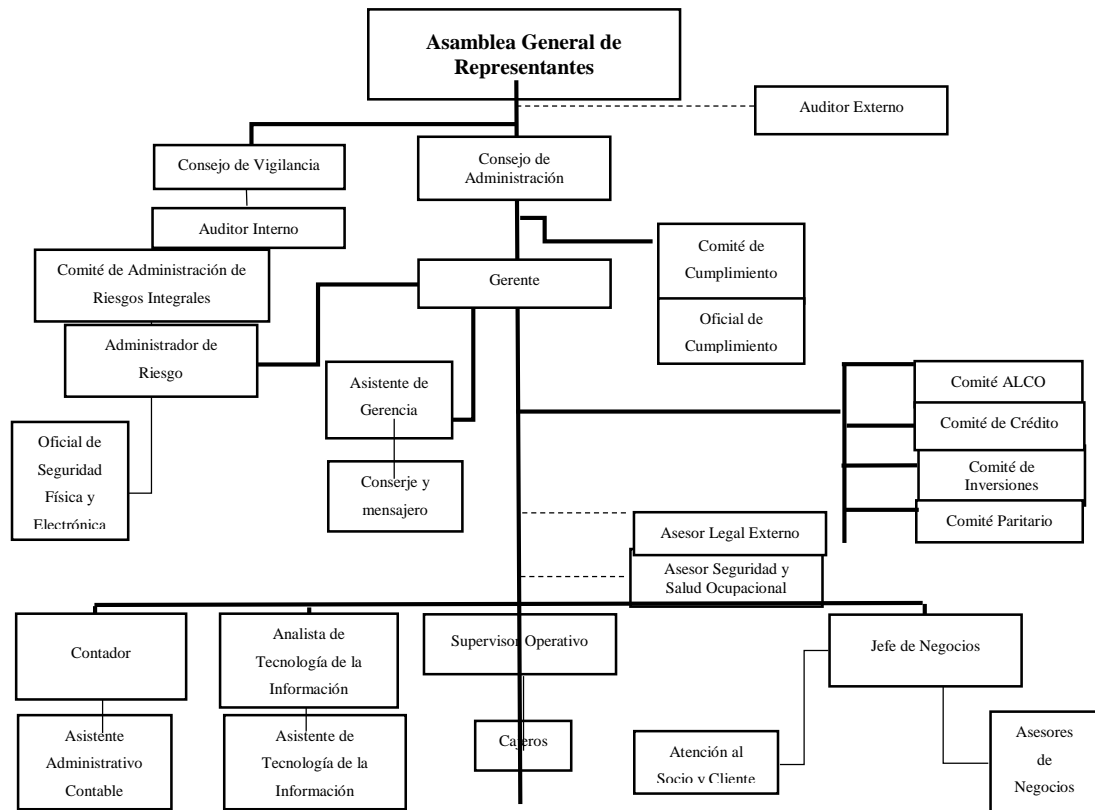 Asamblea General de
Representantes
Auditor Externo
Consejo de Vigilancia
Consejo de
Administración
Auditor Interno
Comité de Administración de
Riesgos Integrales
Gerente
Comité de
Cumplimiento
Oficial de
Cumplimiento
Administrador de
Riesgo
Asistente de
Gerencia
Comité ALCO
Comité de Crédito
Comité de
Inversiones
Comité Paritario
Oficial de
Seguridad
Física y
Electrónica
Conserje y
mensajero
Asesor Legal Externo
Asesor Seguridad y
Salud Ocupacional
Contador
Analista de
Tecnología de la
Información
Supervisor Operativo
Jefe de Negocios
Asistente
Administrativo
Contable
Asistente de
Tecnología de la
Información
Cajeros
Atención al
Socio y Cliente
Asesores
de
Negocios